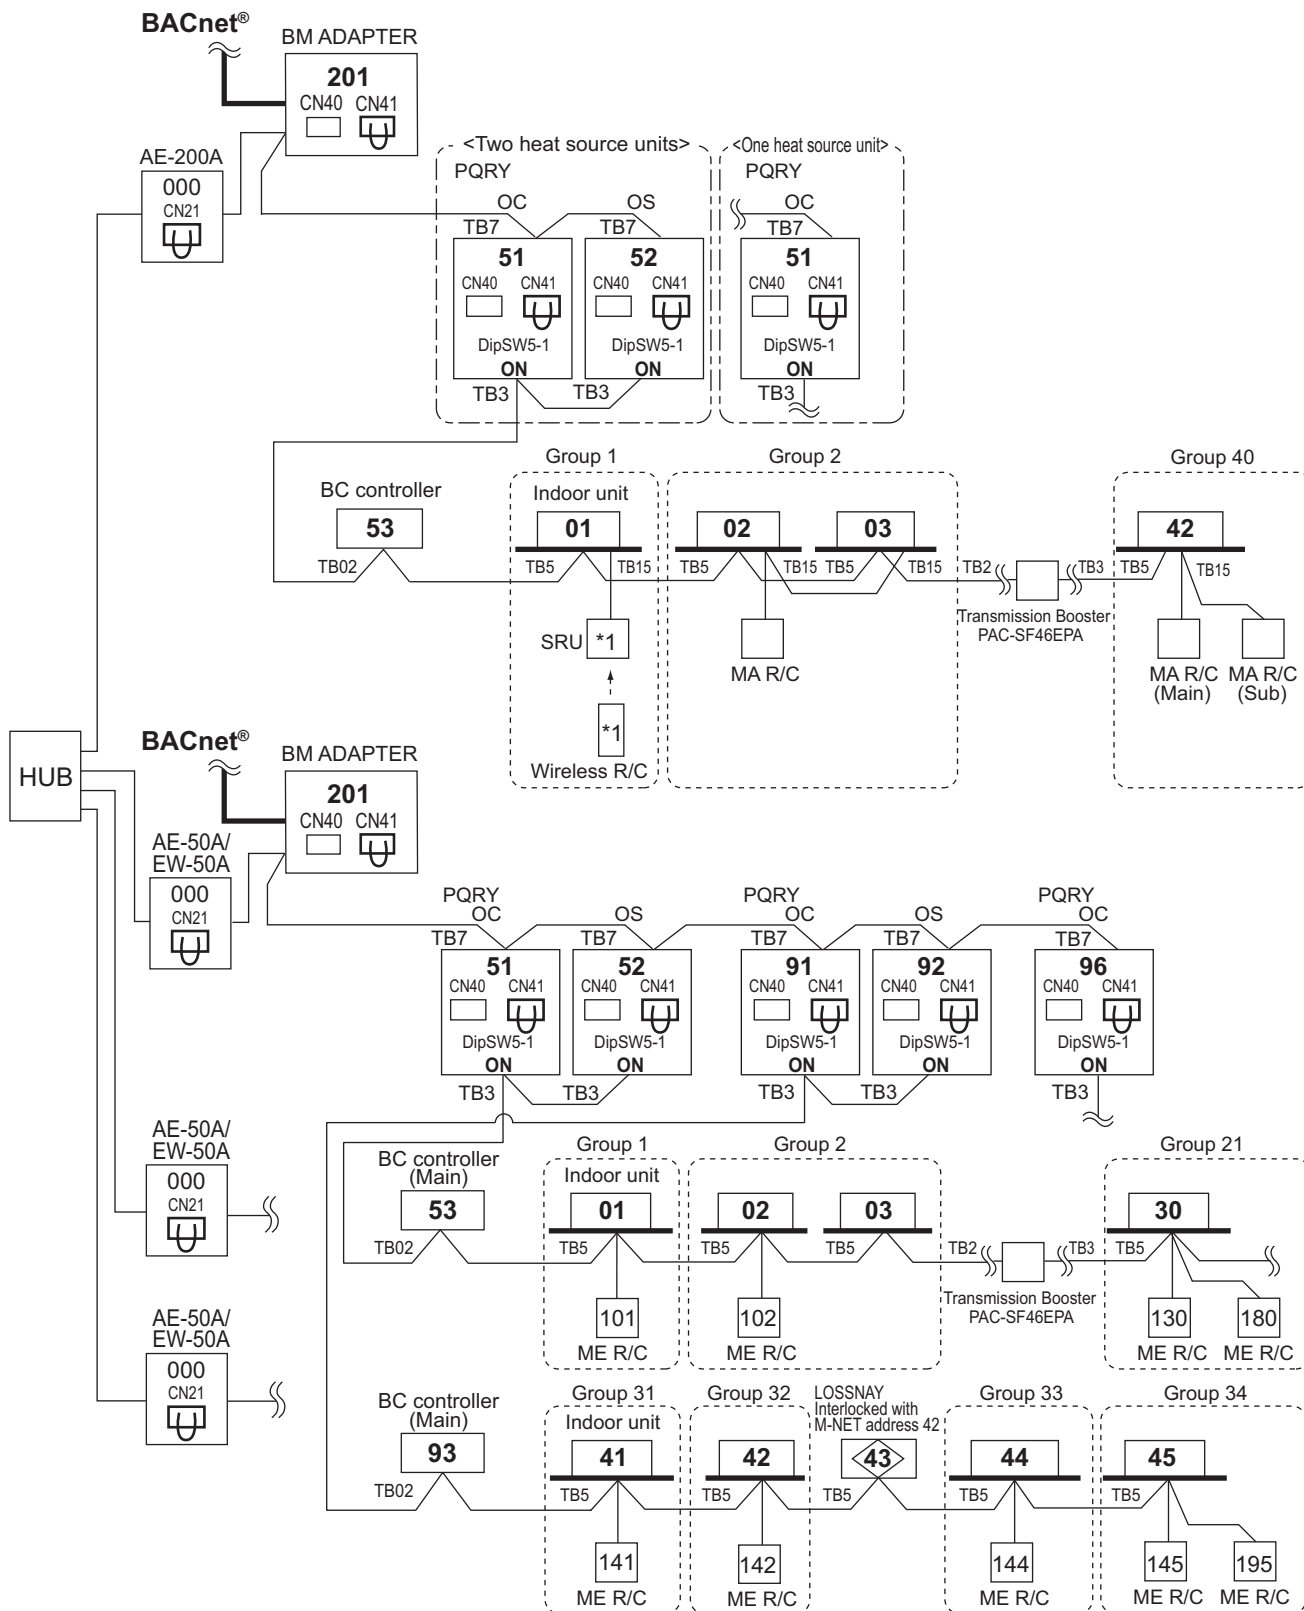 BACnet®
BM ADAPTER
201
CN40 CN41
AE-200A
000
CN21
<Two heat source units>
PQRY
OC OS
TB7 TB7
51 52
CN40 CN41 CN40 CN41
DipSW5-1 DipSW5-1
ON ON
TB3 TB3
<One heat source unit>
PQRY
OC
TB7
51
CN40 CN41
DipSW5-1
ON
TB3
BC controller
53
TB02
Group 1
Indoor unit
01
TB5 TB15
SRU *1
*1
Wireless R/C
Group 2
02 03
TB5 TB15 TB5 TB15
MA R/C
TB2 TB3
Transmission Booster
PAC-SF46EPA
Group 40
42
TB5 TB15
MA R/C MA R/C
(Main) (Sub)
HUB
BACnet®
BM ADAPTER
201
CN40 CN41
AE-50A/
EW-50A
000
CN21
PQRY PQRY PQRY
OC OS OC OS OC
TB7 TB7 TB7 TB7 TB7
51 52 91 92 96
CN40 CN41 CN40 CN41 CN40 CN41 CN40 CN41 CN40 CN41
DipSW5-1 DipSW5-1 DipSW5-1 DipSW5-1 DipSW5-1
ON ON ON ON ON
TB3 TB3 TB3 TB3 TB3
AE-50A/
EW-50A
000
CN21
BC controller
(Main)
53
TB02
Group 1
Indoor unit
01
TB5
101
ME R/C
Group 2
02 03
TB5 TB5
102
ME R/C
TB2 TB3
Transmission Booster
PAC-SF46EPA
Group 21
30
TB5
130 180
ME R/C ME R/C
AE-50A/
EW-50A
000
CN21
BC controller
(Main)
93
TB02
Group 31
Indoor unit
41
TB5
141
ME R/C
Group 32
42
TB5
142
ME R/C
LOSSNAY
Interlocked with
M-NET address 42
43
TB5
Group 33
44
TB5
144
ME R/C
Group 34
45
TB5
145 195
ME R/C ME R/C